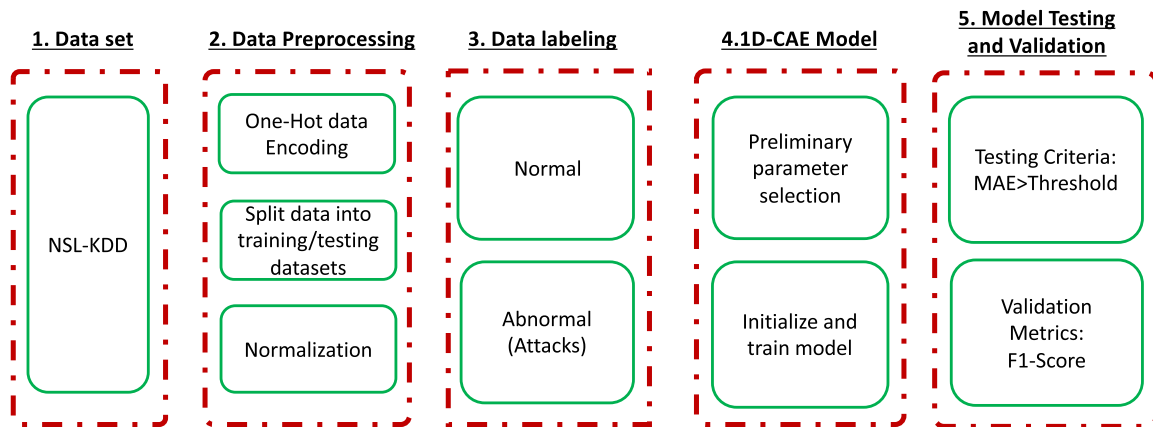 1. Data set
NSL-KDD
2. Data Preprocessing
One-Hot data
Encoding
Split data into
training/testing
datasets
Normalization
3. Data labeling
Normal
Abnormal
(Attacks)
4.1D-CAE Model
Preliminary
parameter
selection
Initialize and
train model
5. Model Testing
and Validation
Testing Criteria:
MAE>Threshold
Validation
Metrics:
F1-Score